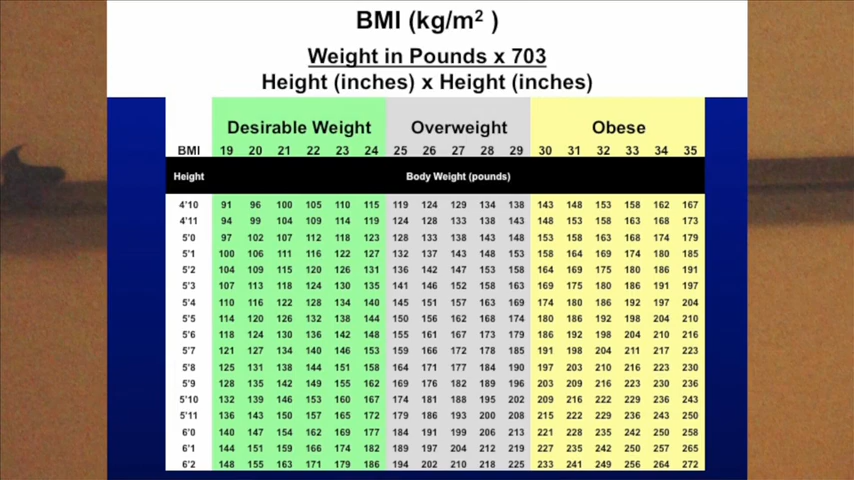 BMI (kg/m² )
Weight in Pounds x 703
Height (inches) x Height (inches)
Desirable Weight Overweight Obese
BMI 19 20 21 22 23 24 25 26 27 28 29 30 31 32 33 34 35
Height Body Weight (pounds)
4'10 91 96 100 105 110 115 119 124 129 134 138 143 148 153 158 162 167
4'11 94 99 104 109 114 119 124 128 133 138 143 148 153 158 163 168 173
5'0 97 102 107 112 118 123 128 133 138 143 148 153 158 163 168 174 179
5'1 100 106 111 116 122 127 132 137 143 148 153 158 164 169 174 180 185
5'2 104 109 115 120 126 131 136 142 147 153 158 164 169 175 180 186 191
5'3 107 113 118 124 130 135 141 146 152 158 163 169 175 180 186 191 197
5'4 110 116 122 128 134 140 145 151 157 163 169 174 180 186 192 197 204
5'5 114 120 126 132 138 144 150 156 162 168 174 180 186 192 198 204 210
5'6 118 124 130 136 142 148 155 161 167 173 179 186 192 198 204 210 216
5'7 121 127 134 140 146 153 159 166 172 178 185 191 198 204 211 217 223
5'8 125 131 138 144 151 158 164 171 177 184 190 197 203 210 216 223 230
5'9 128 135 142 149 155 162 169 176 182 189 196 203 209 216 223 230 236
5'10 132 139 146 153 160 167 174 181 188 195 202 209 216 222 229 236 243
5'11 136 143 150 157 165 172 179 186 193 200 208 215 222 229 236 243 250
6'0 140 147 154 162 169 177 184 191 199 206 213 221 228 235 242 250 258
6'1 144 151 159 166 174 182 189 197 204 212 219 227 235 242 250 257 265
6'2 148 155 163 171 179 186 194 202 210 218 225 233 241 249 256 264 272